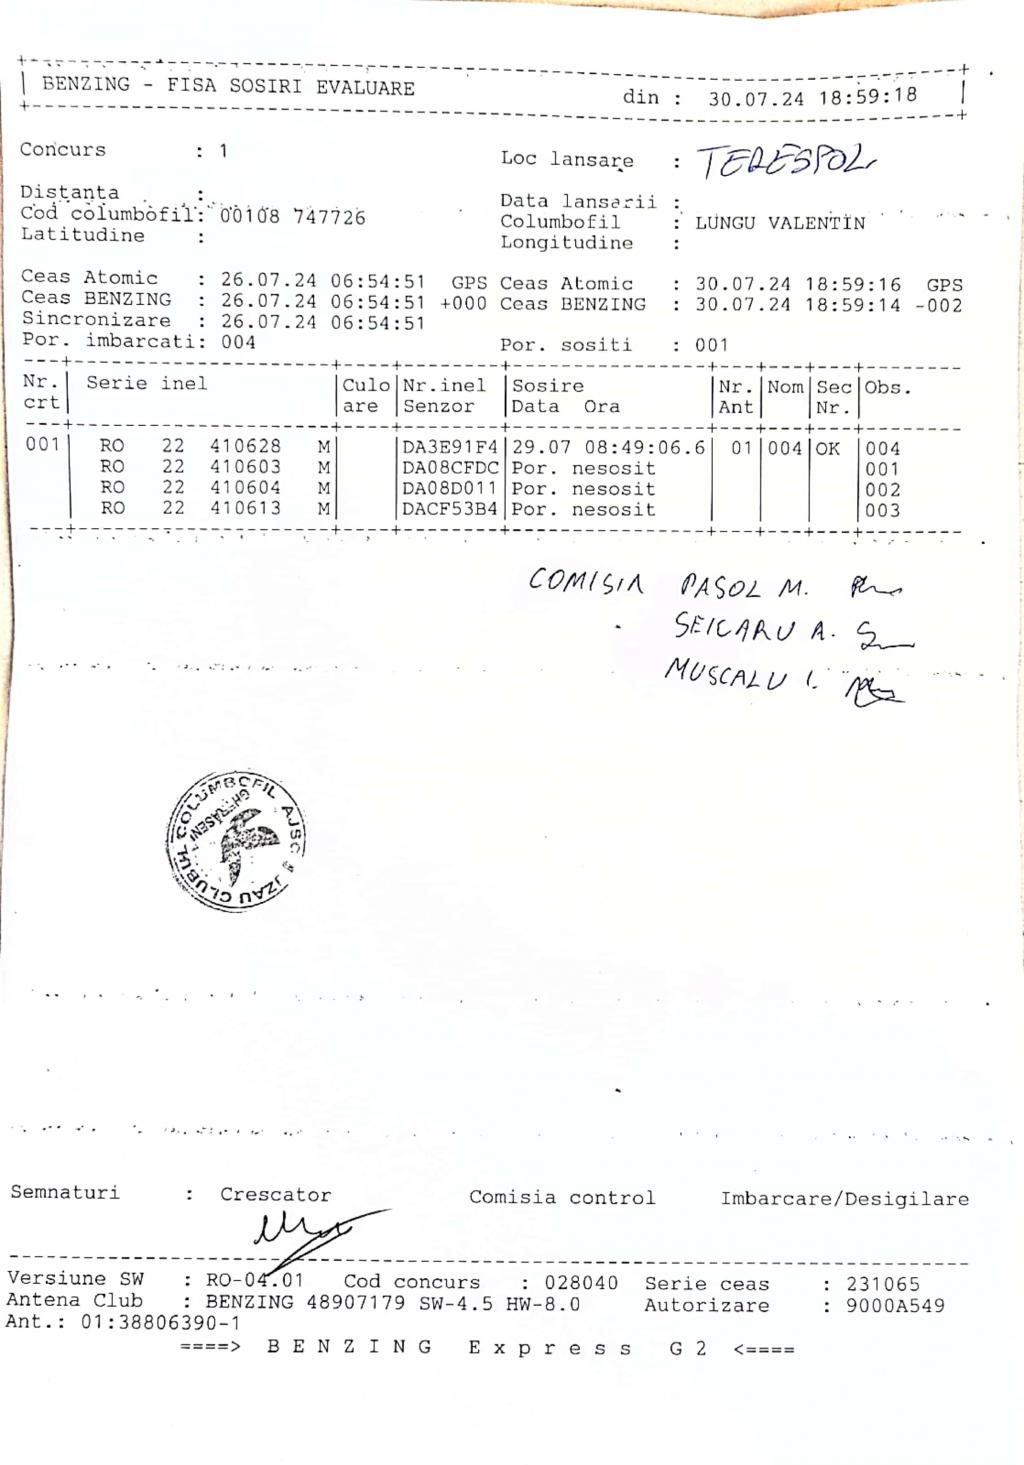 BENZING - FISA SOSIRI EVALUARE din : 30.07.24 18:59:18
Concurs : 1 Loc lansare : TERESPOL
Distanta : Data lansarii :
Cod columbofil: 00108 747726 Columbofil : LUNGU VALENTIN
Latitudine : Longitudine :
Ceas Atomic : 26.07.24 06:54:51 GPS Ceas Atomic : 30.07.24 18:59:16 GPS
Ceas BENZING : 26.07.24 06:54:51 +000 Ceas BENZING : 30.07.24 18:59:14 -002
Sincronizare : 26.07.24 06:54:51
Por. imbarcati: 004 Por. sositi : 001
Nr. Serie inel Culo Nr.inel Sosire Nr. Nom Sec Obs.
crt are Senzor Data Ora Ant Nr.
001 RO 22 410628 M DA3E91F4 29.07 08:49:06.6 01 004 OK 004
RO 22 410603 M DA08CFDC Por. nesosit 001
RO 22 410604 M DA08D011 Por. nesosit 002
RO 22 410613 M DACF53B4 Por. nesosit 003
COMISIA PASOL M.
SEICARU A.
MUSCALU I.
CLUBUL COLUMBOFIL AJSC
GHERĂSENI
Semnaturi : Crescator Comisia control Imbarcare/Desigilare
Versiune SW : RO-04.01 Cod concurs : 028040 Serie ceas : 231065
Antena Club : BENZING 48907179 SW-4.5 HW-8.0 Autorizare : 9000A549
Ant.: 01:38806390-1
====> B E N Z I N G E x p r e s s G 2 <====